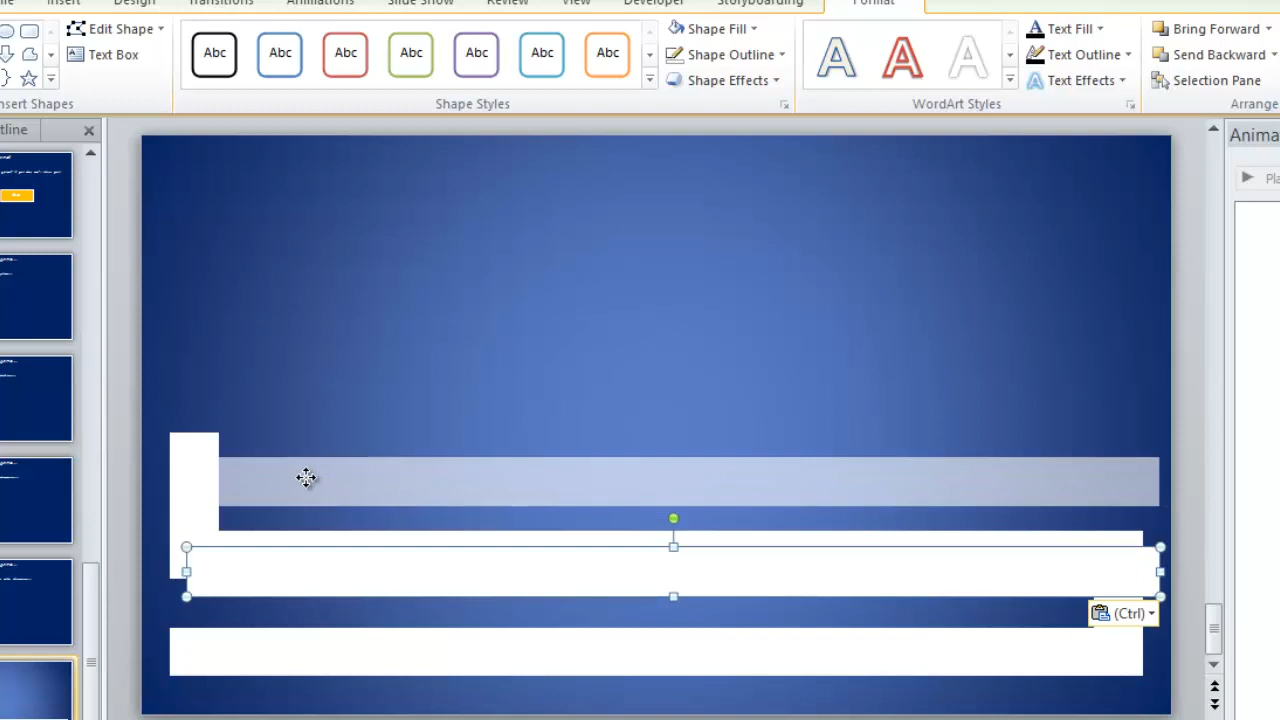 Insert Design Transitions Animations Slide Show Review View Developer Storyboarding Format
Edit Shape
Text Box
Abc Abc Abc Abc Abc Abc Abc
Shape Fill
Shape Outline
Shape Effects
Text Fill
Text Outline
Text Effects
Bring Forward
Send Backward
Selection Pane
nsert Shapes Shape Styles WordArt Styles Arrange
tline
Anima
Pla
(Ctrl)